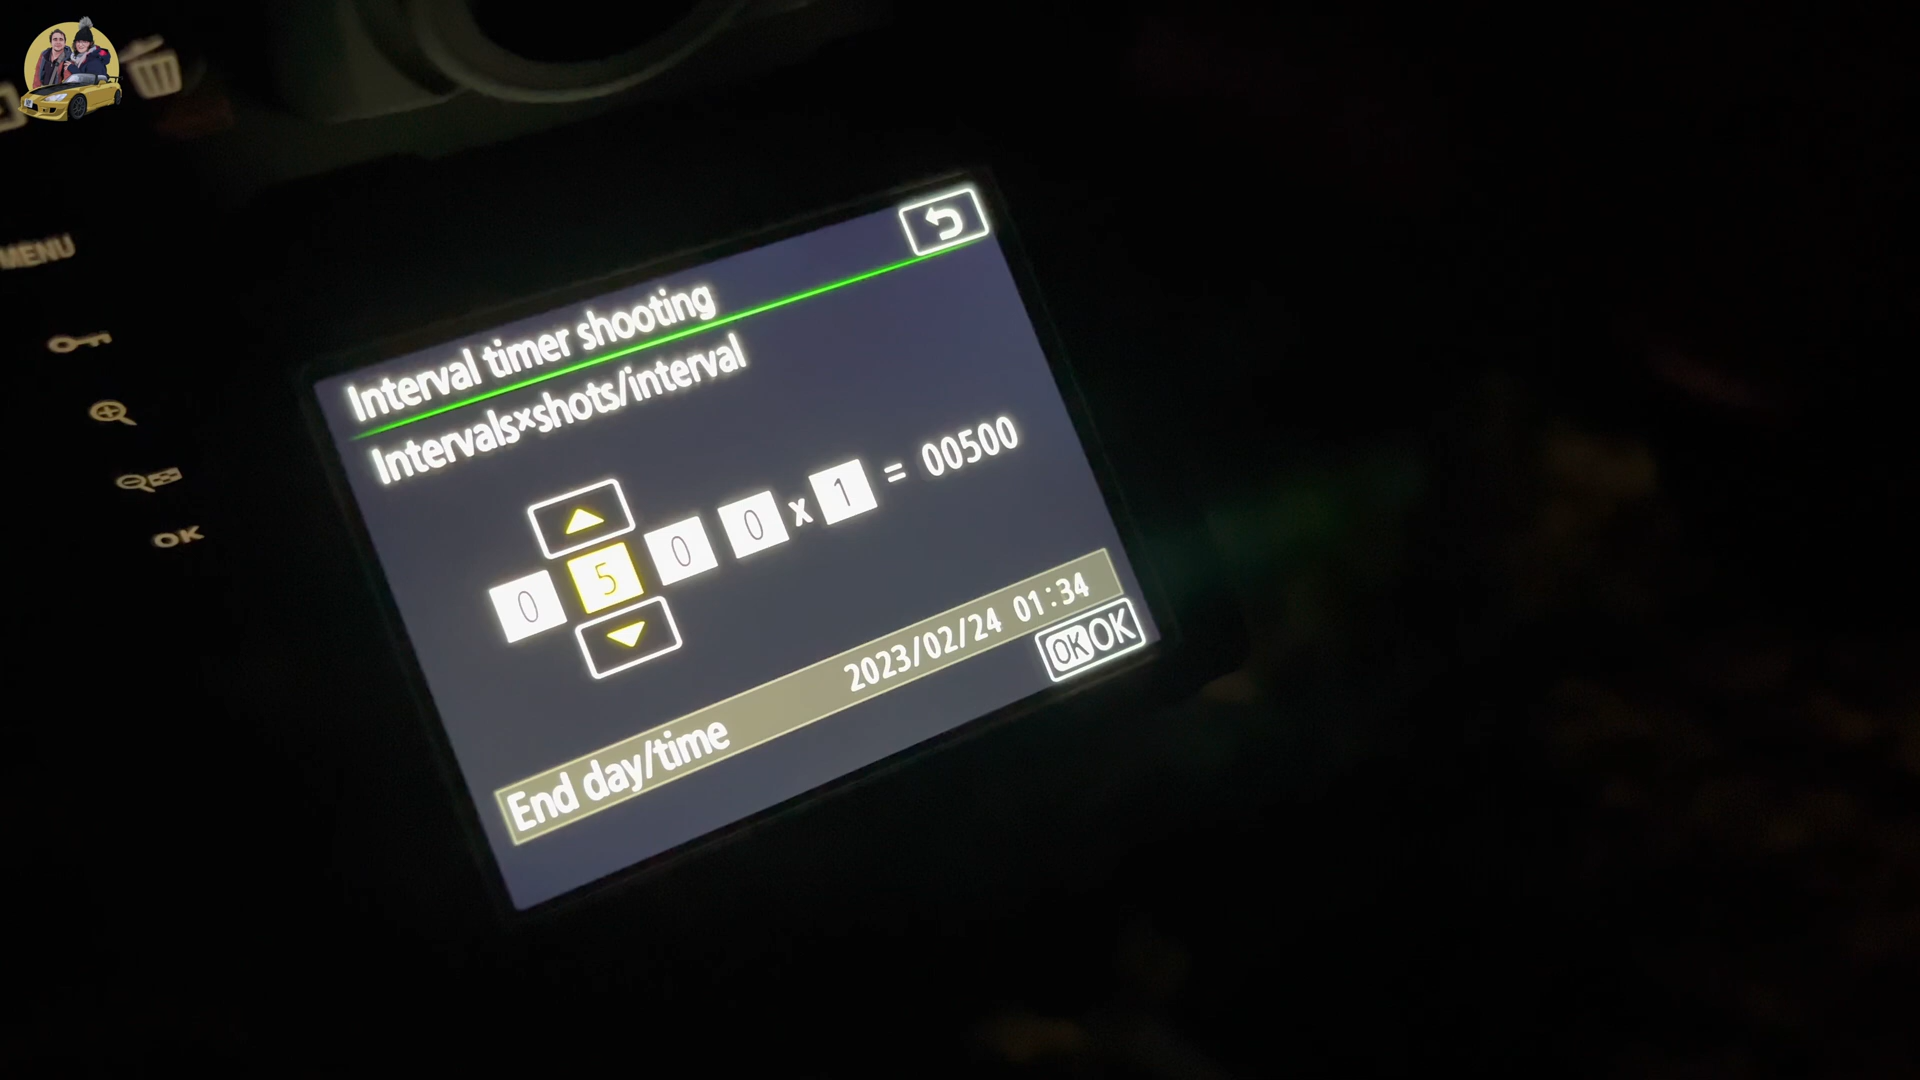 MENU
OK
Interval timer shooting
Intervals×shots/interval
0 5 0 0 x 1 = 00500
End day/time 2023/02/24 01:34
OK OK